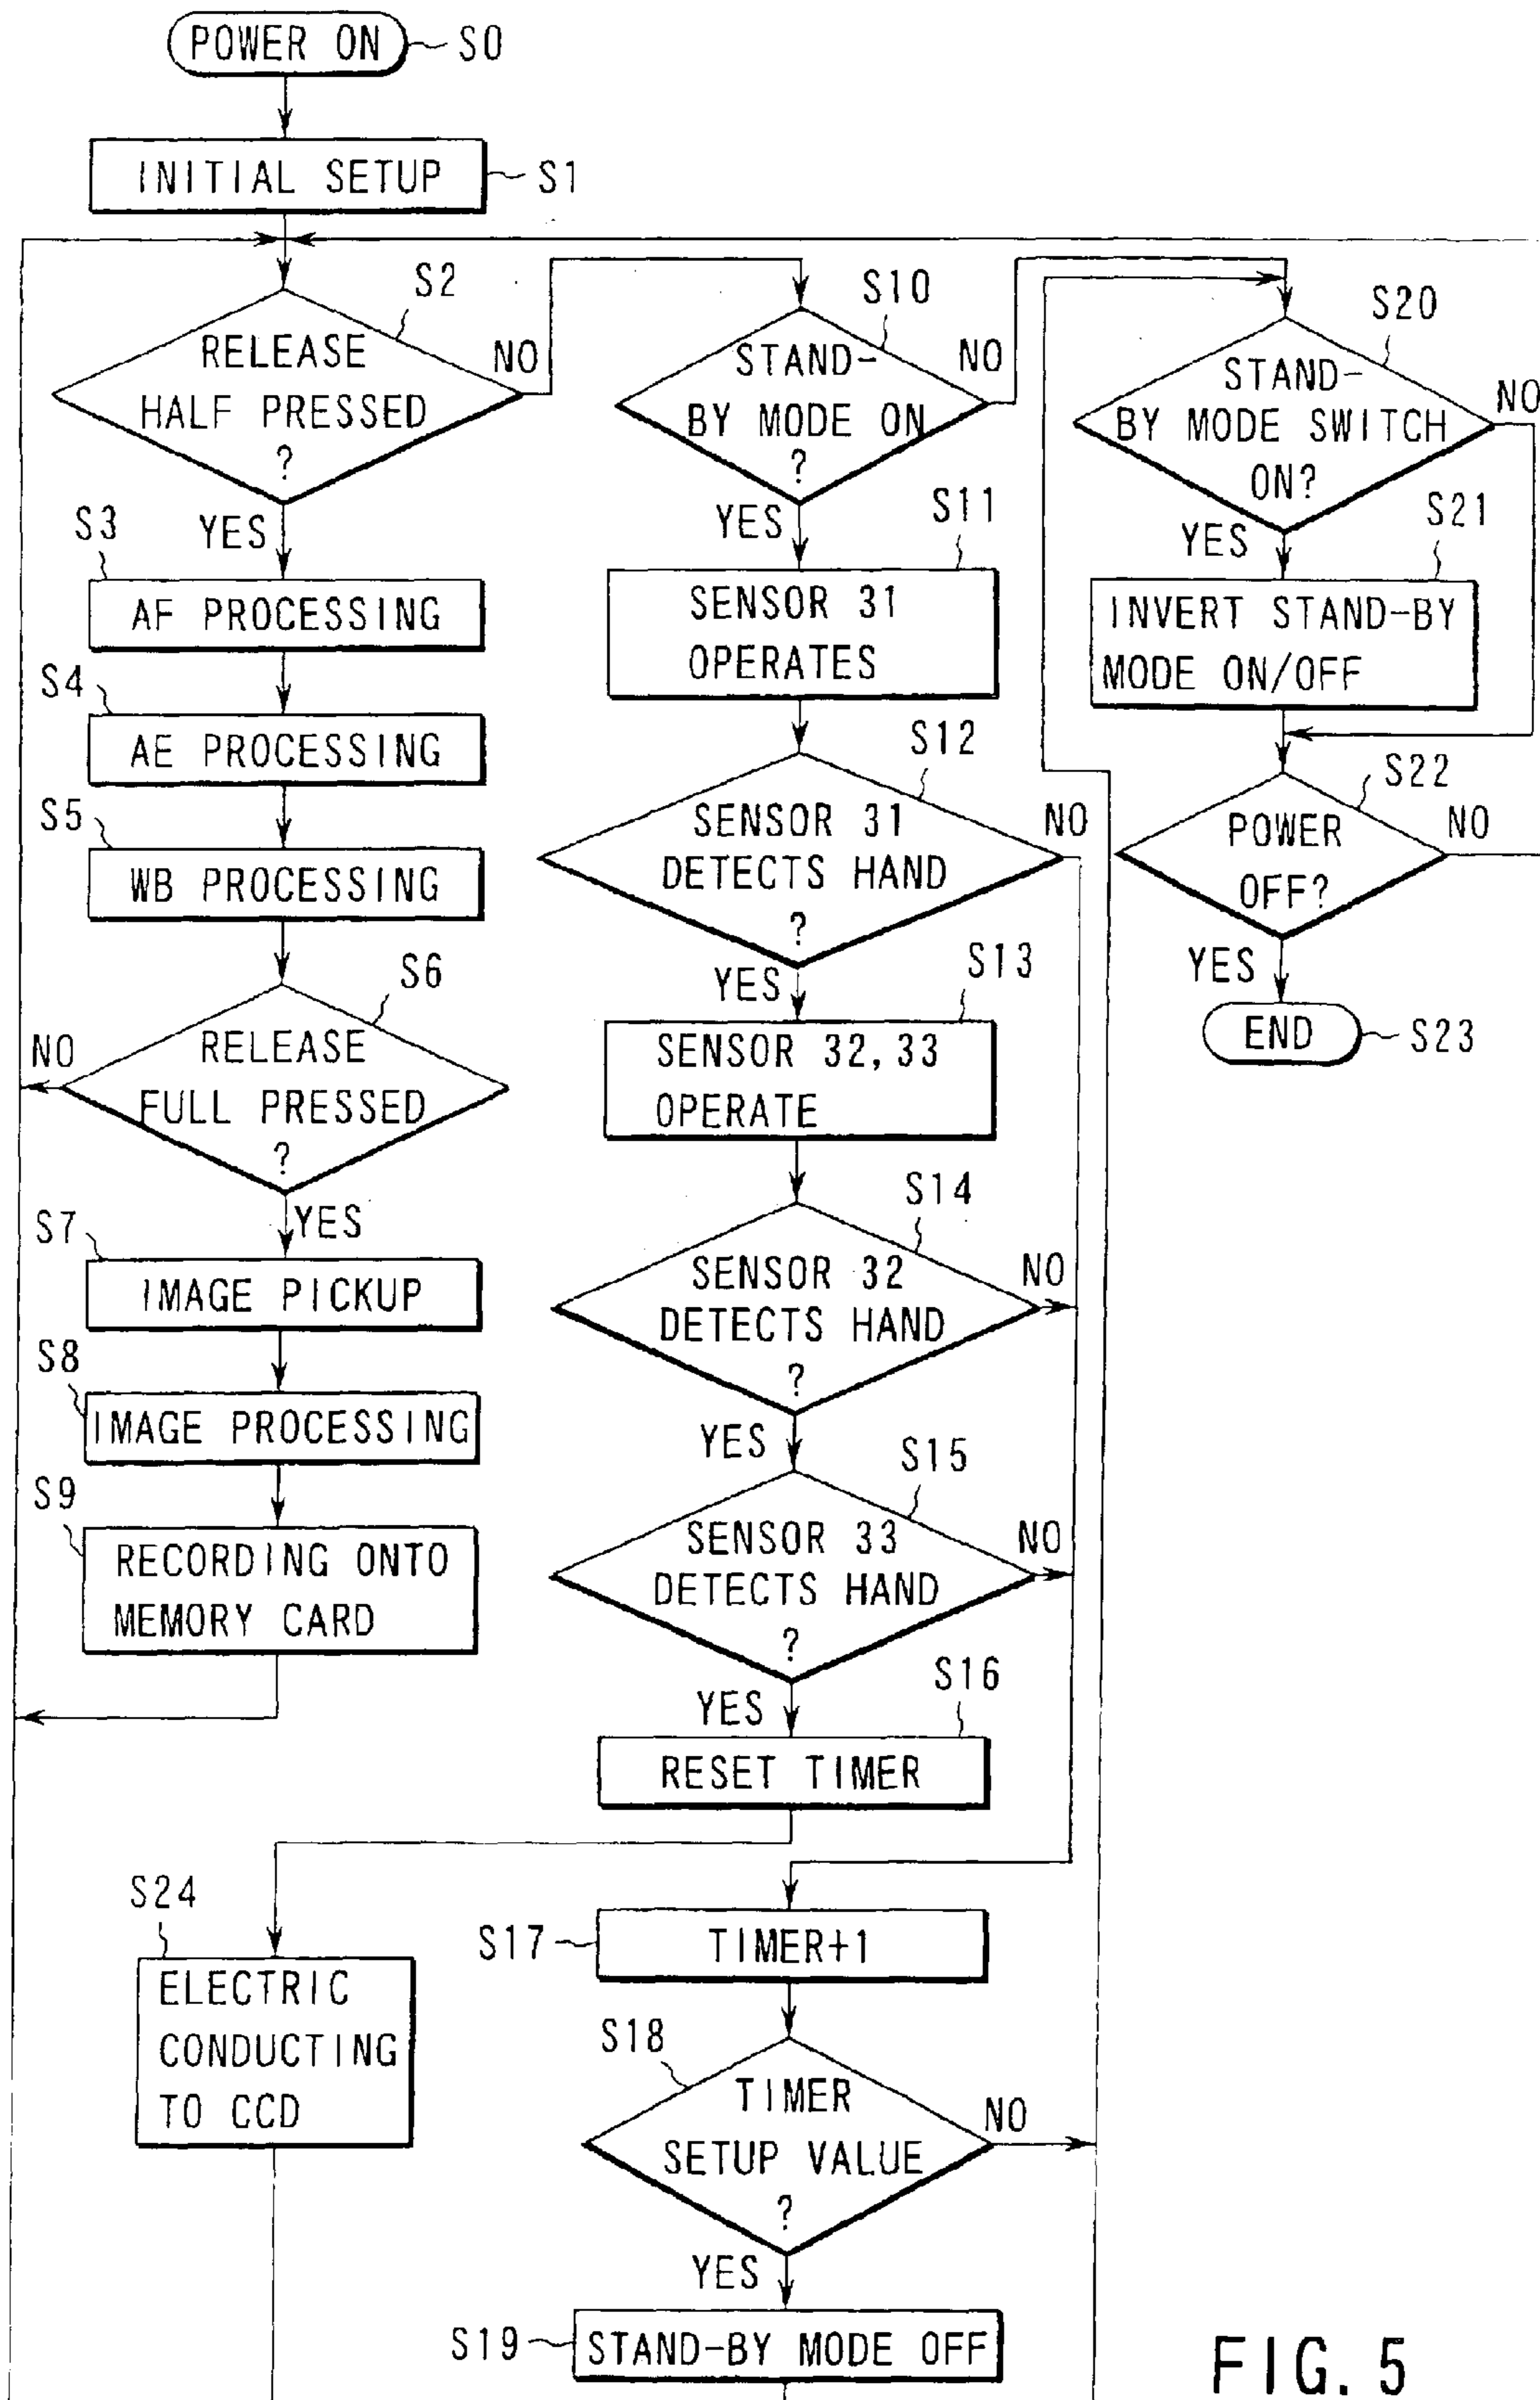 POWER ON
S0
INITIAL SETUP
S1
S2
RELEASE
HALF PRESSED
?
NO
YES
S3
AF PROCESSING
S4
AE PROCESSING
S5
WB PROCESSING
S6
RELEASE
FULL PRESSED
?
NO
YES
S7
IMAGE PICKUP
S8
IMAGE PROCESSING
S9
RECORDING ONTO
MEMORY CARD
S10
STAND-
BY MODE ON
?
NO
YES
S11
SENSOR 31
OPERATES
S12
SENSOR 31
DETECTS HAND
?
NO
YES
S13
SENSOR 32,33
OPERATE
S14
SENSOR 32
DETECTS HAND
?
NO
YES
S15
SENSOR 33
DETECTS HAND
?
NO
YES
S16
RESET TIMER
S24
ELECTRIC
CONDUCTING
TO CCD
S17
TIMER+1
S18
TIMER
SETUP VALUE
?
NO
YES
S19
STAND-BY MODE OFF
S20
STAND-
BY MODE SWITCH
ON?
NO
YES
S21
INVERT STAND-BY
MODE ON/OFF
S22
POWER
OFF?
NO
YES
END
S23
FIG. 5